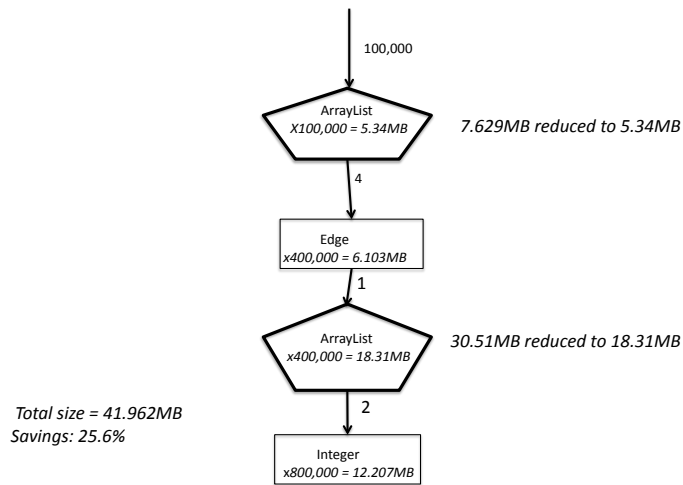 100,000
ArrayList
X100,000 = 5.34MB
7.629MB reduced to 5.34MB
4
Edge
x400,000 = 6.103MB
1
ArrayList
x400,000 = 18.31MB
30.51MB reduced to 18.31MB
2
Total size = 41.962MB
Savings: 25.6%
Integer
x800,000 = 12.207MB